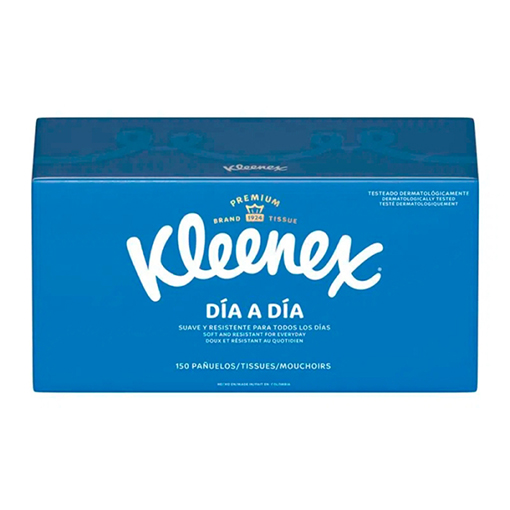 Kleenex
PREMIUM
BRAND 1924 TISSUE
Kleenex®
DÍA A DÍA
SUAVE Y RESISTENTE PARA TODOS LOS DÍAS
SOFT AND RESISTANT FOR EVERYDAY
DOUX ET RÉSISTANT AU QUOTIDIEN
150 PAÑUELOS/TISSUES/MOUCHOIRS
TESTEADO DERMATOLÓGICAMENTE
DERMATOLOGICALLY TESTED
TESTÉ DERMATOLOGIQUEMENT